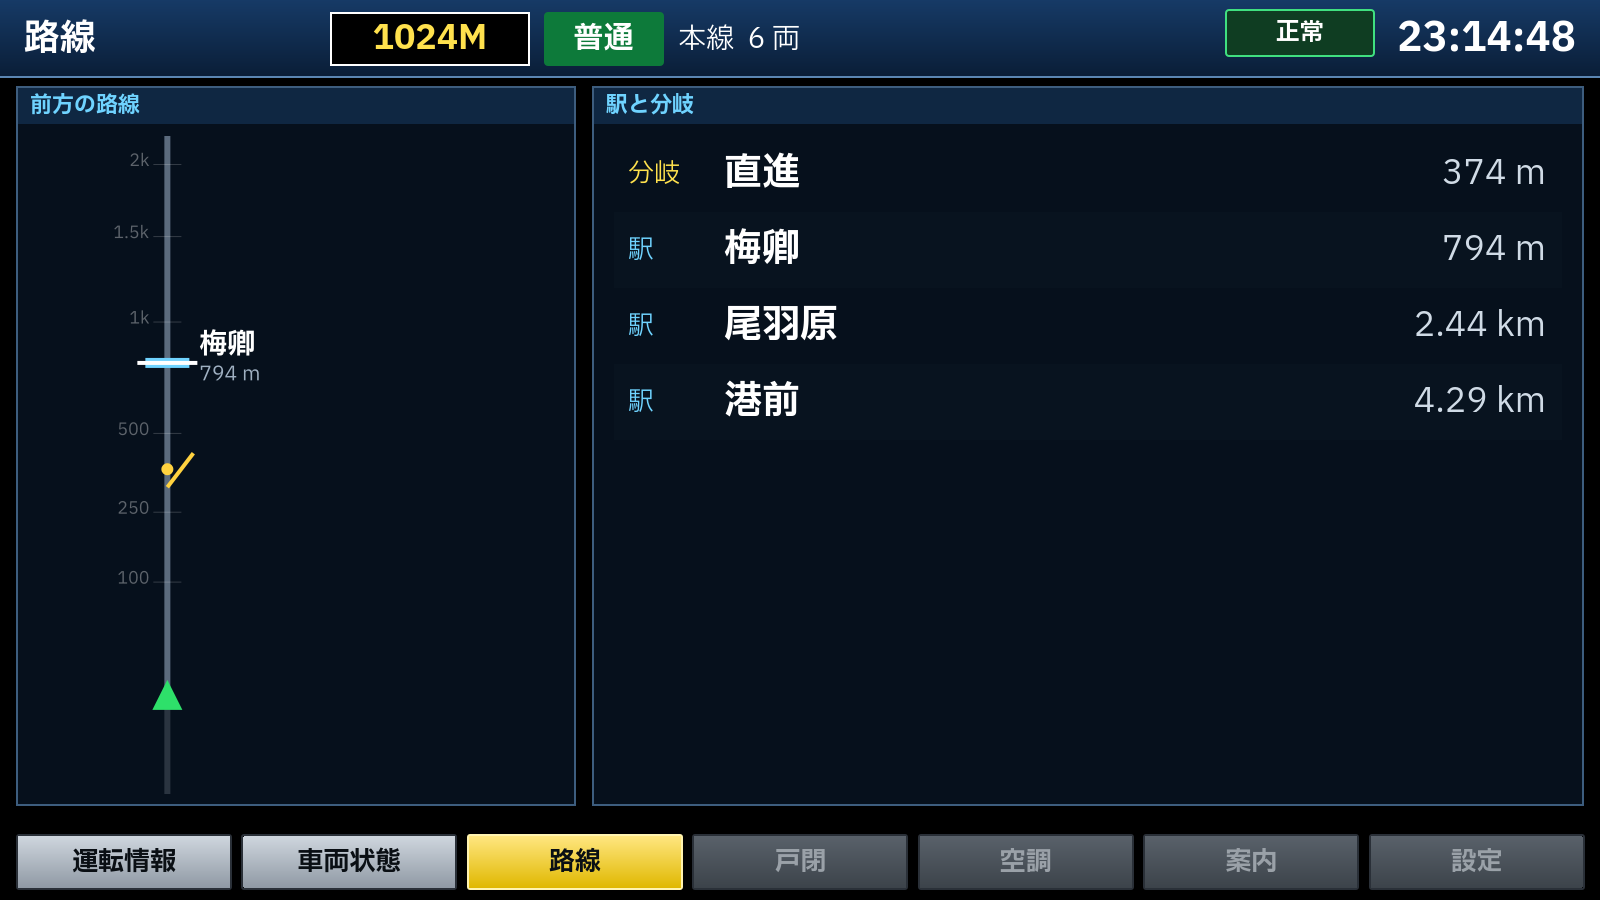 路線
1024M
普通
本線 6 両
正常
23:14:48
前方の路線
2k
1.5k
1k
梅卿
794 m
500
250
100
駅と分岐
分岐 直進 374 m
駅 梅卿 794 m
駅 尾羽原 2.44 km
駅 港前 4.29 km
運転情報
車両状態
路線
戸閉
空調
案内
設定